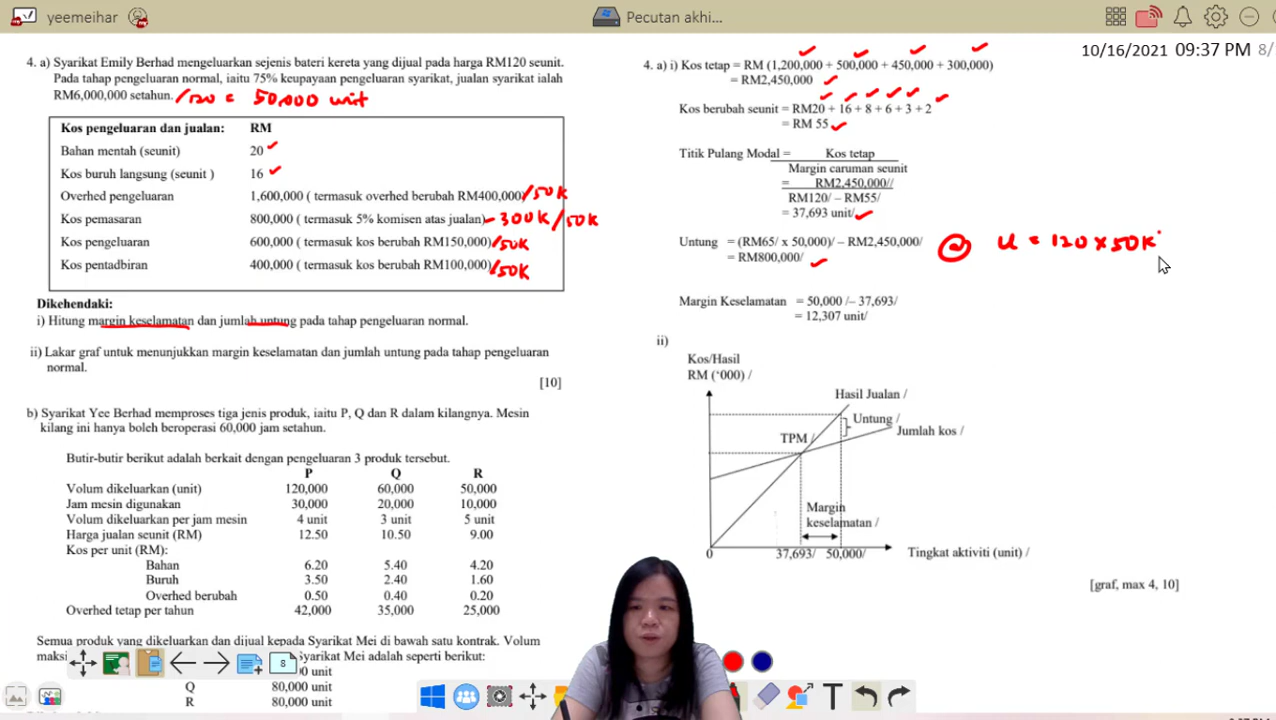 yeemeihar
Pecutan akhi...
10/16/2021 09:37 PM 8/
4. a) Syarikat Emily Berhad mengeluarkan sejenis bateri kereta yang dijual pada harga RM120 seunit.
Pada tahap pengeluaran normal, iaitu 75% keupayaan pengeluaran syarikat, jualan syarikat ialah
RM6,000,000 setahun. /120 = 50,000 unit
Kos pengeluaran dan jualan: RM
Bahan mentah (seunit) 20
Kos buruh langsung (seunit ) 16
Overhed pengeluaran 1,600,000 ( termasuk overhed berubah RM400,000) /50K
Kos pemasaran 800,000 ( termasuk 5% komisen atas jualan) - 300K/50K
Kos pengeluaran 600,000 ( termasuk kos berubah RM150,000) /50K
Kos pentadbiran 400,000 ( termasuk kos berubah RM100,000) /50K
Dikehendaki:
i) Hitung margin keselamatan dan jumlah untung pada tahap pengeluaran normal.
ii) Lakar graf untuk menunjukkan margin keselamatan dan jumlah untung pada tahap pengeluaran
normal.
[10]
b) Syarikat Yee Berhad memproses tiga jenis produk, iaitu P, Q dan R dalam kilangnya. Mesin
kilang ini hanya boleh beroperasi 60,000 jam setahun.
Butir-butir berikut adalah berkait dengan pengeluaran 3 produk tersebut.
P Q R
Volum dikeluarkan (unit) 120,000 60,000 50,000
Jam mesin digunakan 30,000 20,000 10,000
Volum dikeluarkan per jam mesin 4 unit 3 unit 5 unit
Harga jualan seunit (RM) 12.50 10.50 9.00
Kos per unit (RM):
Bahan 6.20 5.40 4.20
Buruh 3.50 2.40 1.60
Overhed berubah 0.50 0.40 0.20
Overhed tetap per tahun 42,000 35,000 25,000
Semua produk yang dikeluarkan dan dijual kepada Syarikat Mei di bawah satu kontrak. Volum
Syarikat Mei adalah seperti berikut:
unit
Q 80,000 unit
R 80,000 unit
4. a) i) Kos tetap = RM (1,200,000 + 500,000 + 450,000 + 300,000)
= RM2,450,000
Kos berubah seunit = RM20 + 16 + 8 + 6 + 3 + 2
= RM 55
Titik Pulang Modal = Kos tetap
Margin caruman seunit
= RM2,450,000//
RM120/ – RM55/
= 37,693 unit/
Untung = (RM65/ x 50,000)/ – RM2,450,000/
= RM800,000/
@ u = 120 x 50K
Margin Keselamatan = 50,000 /– 37,693/
= 12,307 unit/
ii)
Kos/Hasil
RM (‘000) /
Hasil Jualan /
Untung /
Jumlah kos /
TPM /
Margin
keselamatan /
0 37,693/ 50,000/ Tingkat aktiviti (unit) /
[graf, max 4, 10]
8
T